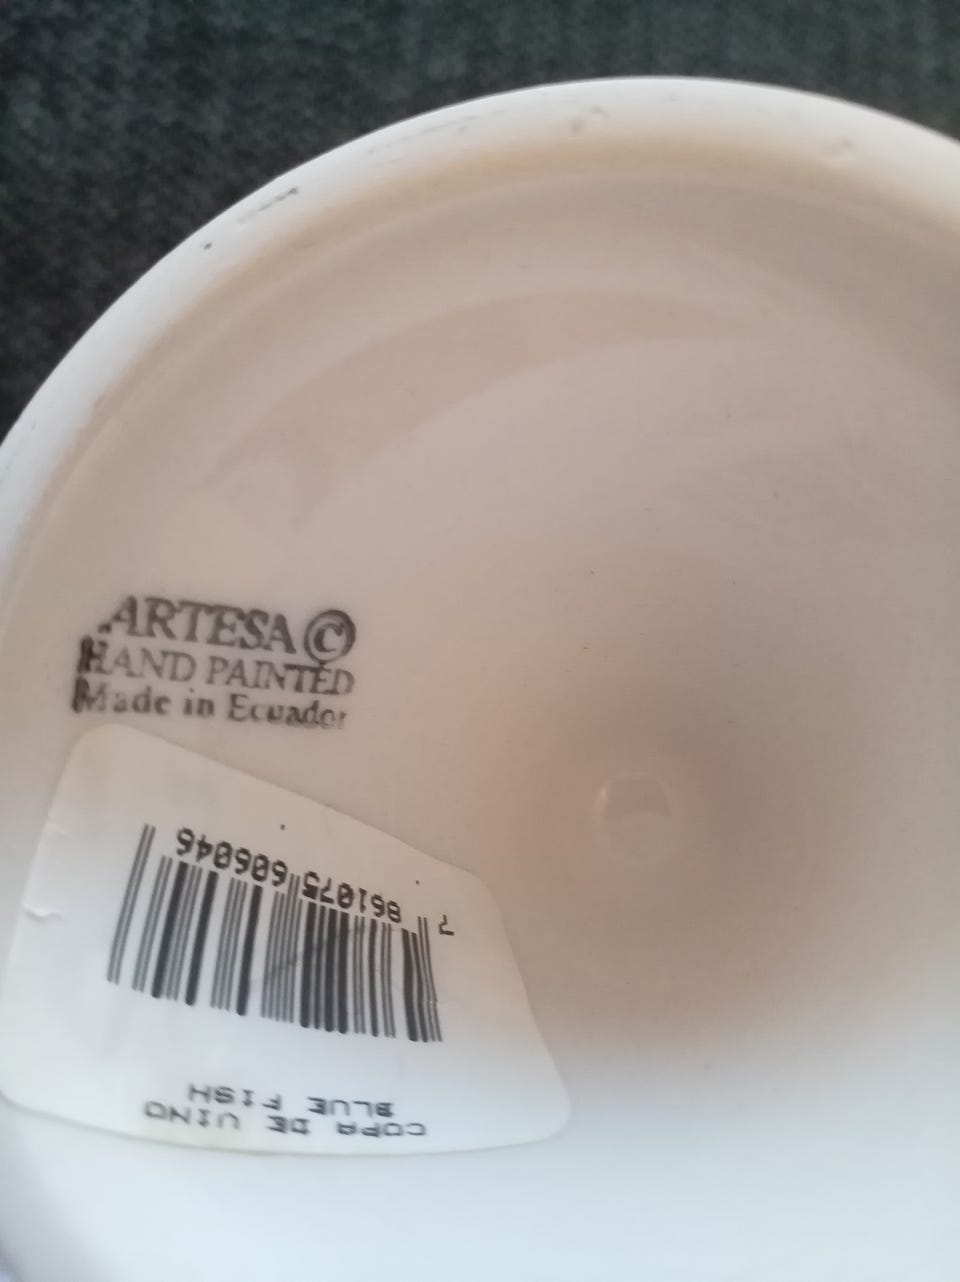 ARTESA ©
HAND PAINTED
Made in Ecuador
COPA DE VINO
BLUE FISH
7 861075 606046